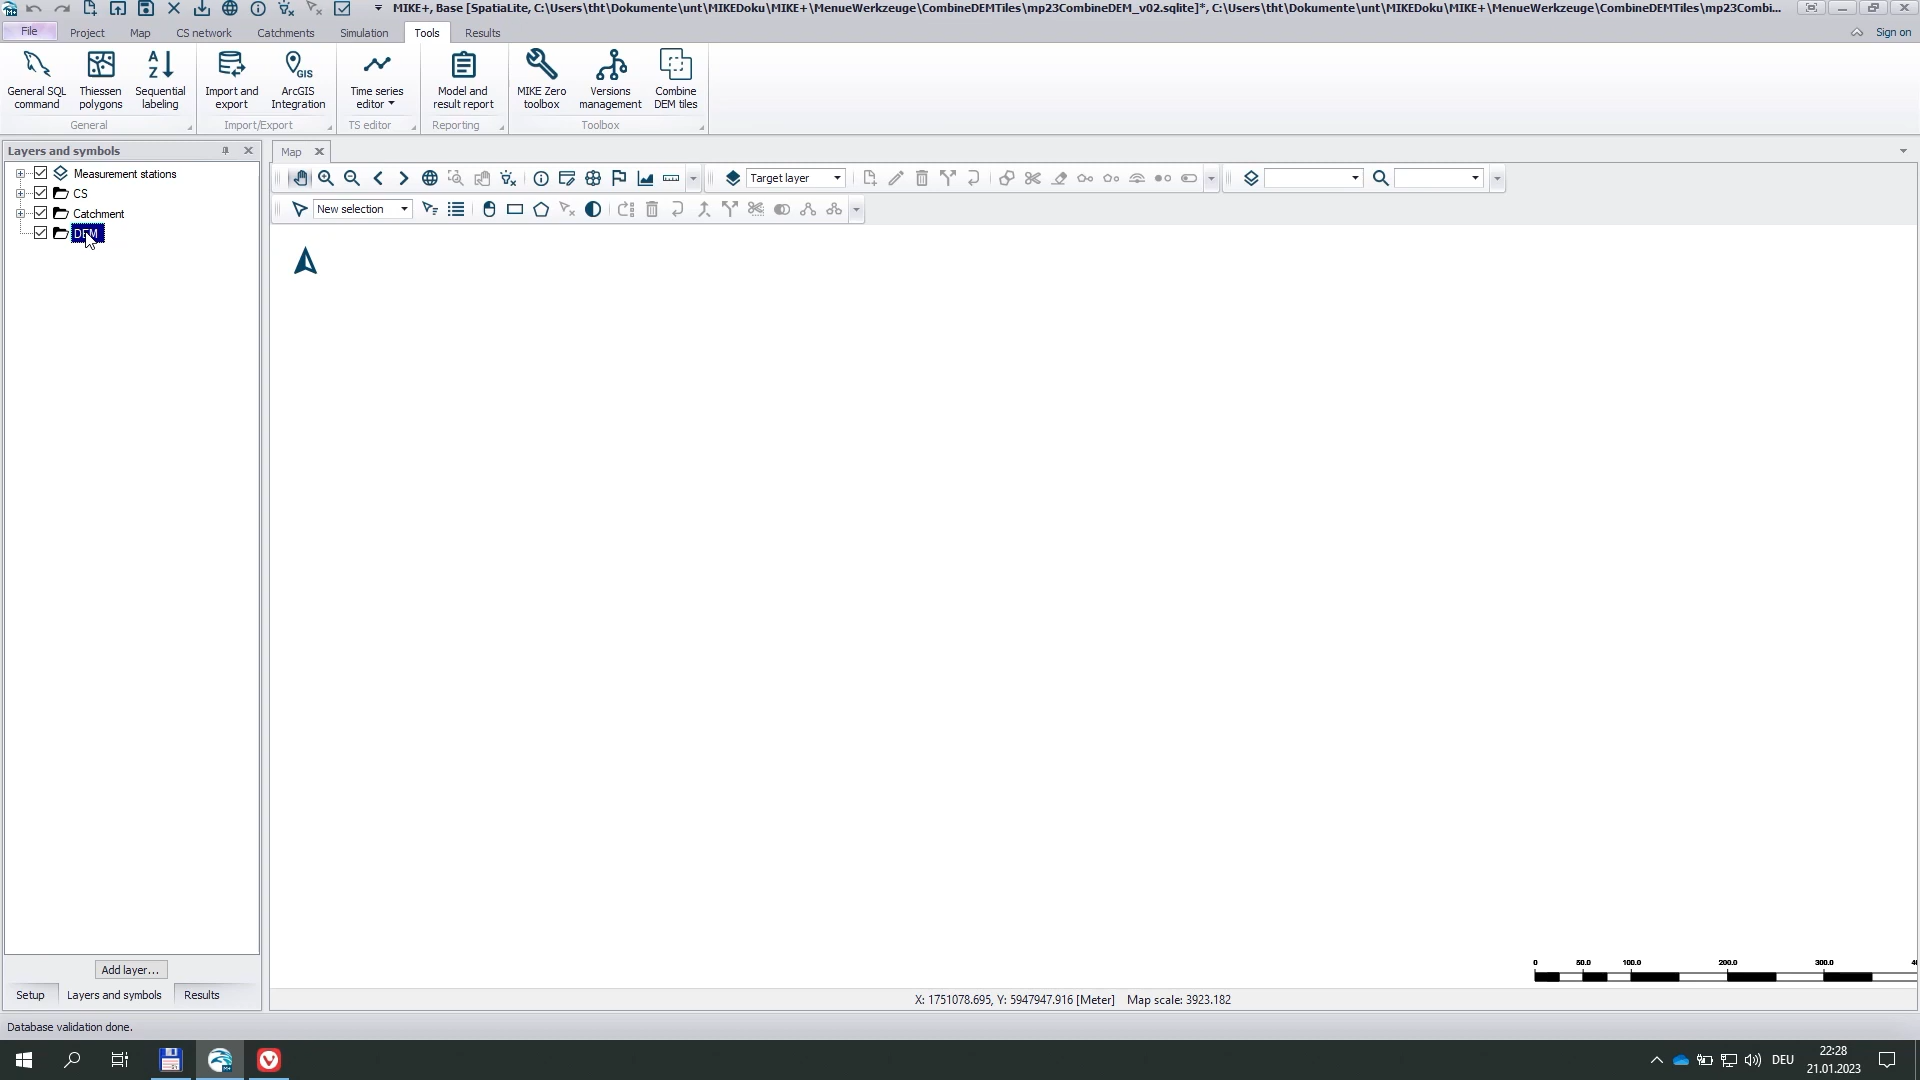 MIKE+, Base [SpatiaLite, C:\Users\tht\Dokumente\unt\MIKEDoku\MIKE+\MenueWerkzeuge\CombineDEMTiles\mp23CombineDEM_v02.sqlite]*, C:\Users\tht\Dokumente\unt\MIKEDoku\MIKE+\MenueWerkzeuge\CombineDEMTiles\mp23Combi...
File Project Map CS network Catchments Simulation Tools Results Sign on
General SQL command
Thiessen polygons
A Z
Sequential labeling
Import and export
GIS
ArcGIS Integration
Time series editor
Model and result report
MIKE Zero toolbox
Versions management
Combine DEM tiles
General Import/Export TS editor Reporting Toolbox
Layers and symbols
Map
Measurement stations
CS
Catchment
DEM
Target layer
New selection
0 50.0 100.0 200.0 300.0
Add layer...
Setup Layers and symbols Results
X: 1751078.695, Y: 5947947.916 [Meter] Map scale: 3923.182
Database validation done.
DEU
22:28
21.01.2023